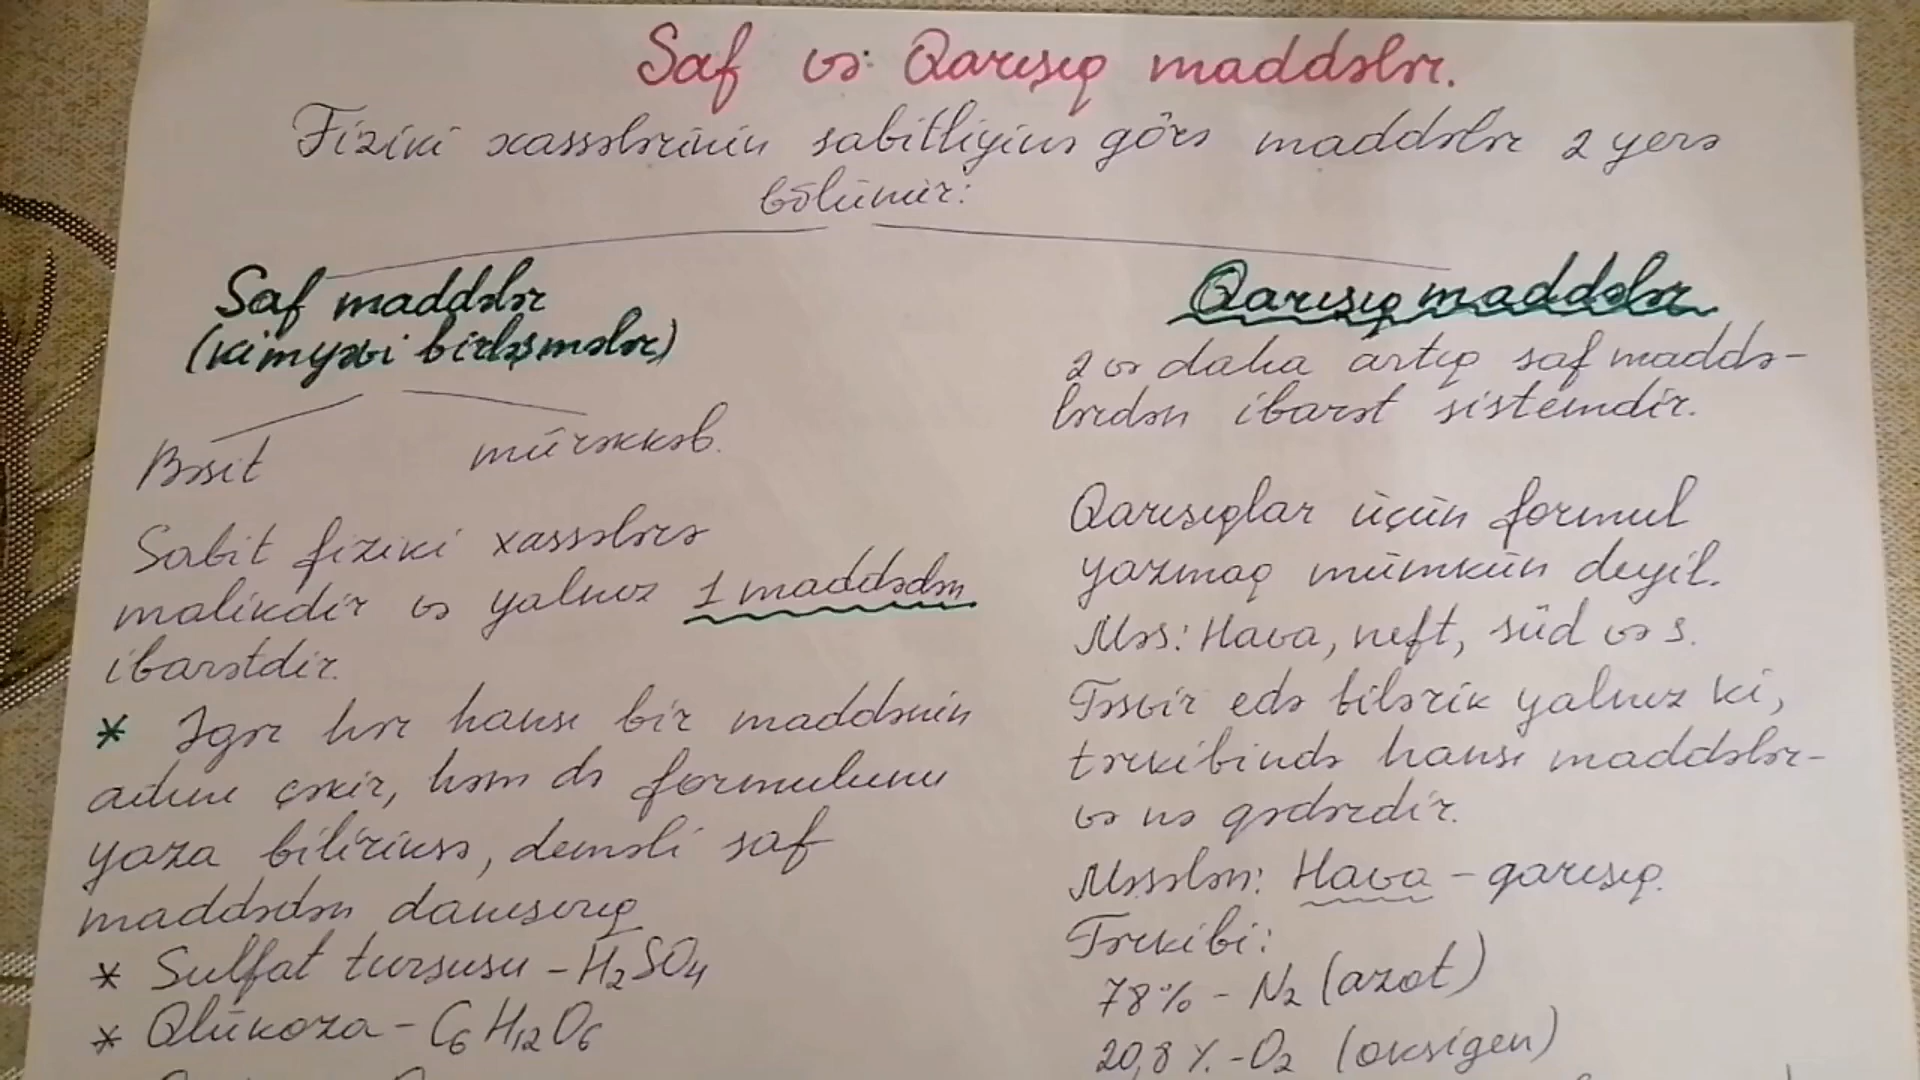 Saf və Qarışıq maddələr.
Fiziki xassələrinin sabitliyinə görə maddələr 2 yerə
bölünür:
Saf maddələr
(kimyəvi birləşmələr)
Bəsit
mürəkkəb.
Sabit fiziki xassələrə
malikdir və yalnız 1 maddədən
ibarətdir.
* Əgər hər hansı bir maddənin
adını çəkir, həm də formulunu
yaza biliriksə, deməli saf
maddədən danışırıq
* Sulfat turşusu - H₂SO₄
* Qlükoza - C₆H₁₂O₆
Qarışıq maddələr
2 və daha artıq saf maddə-
lərdən ibarət sistemdir.
Qarışıqlar üçün formul
yazmaq mümkün deyil.
Məs: Hava, neft, süd və s.
Təsvir edə bilərik yalnız ki,
tərkibində hansı maddələr-
və nə qədərdir.
Məsələn: Hava - qarışıq.
Tərkibi:
78% - N₂ (azot)
20,8 %. - O₂ (oksigen)